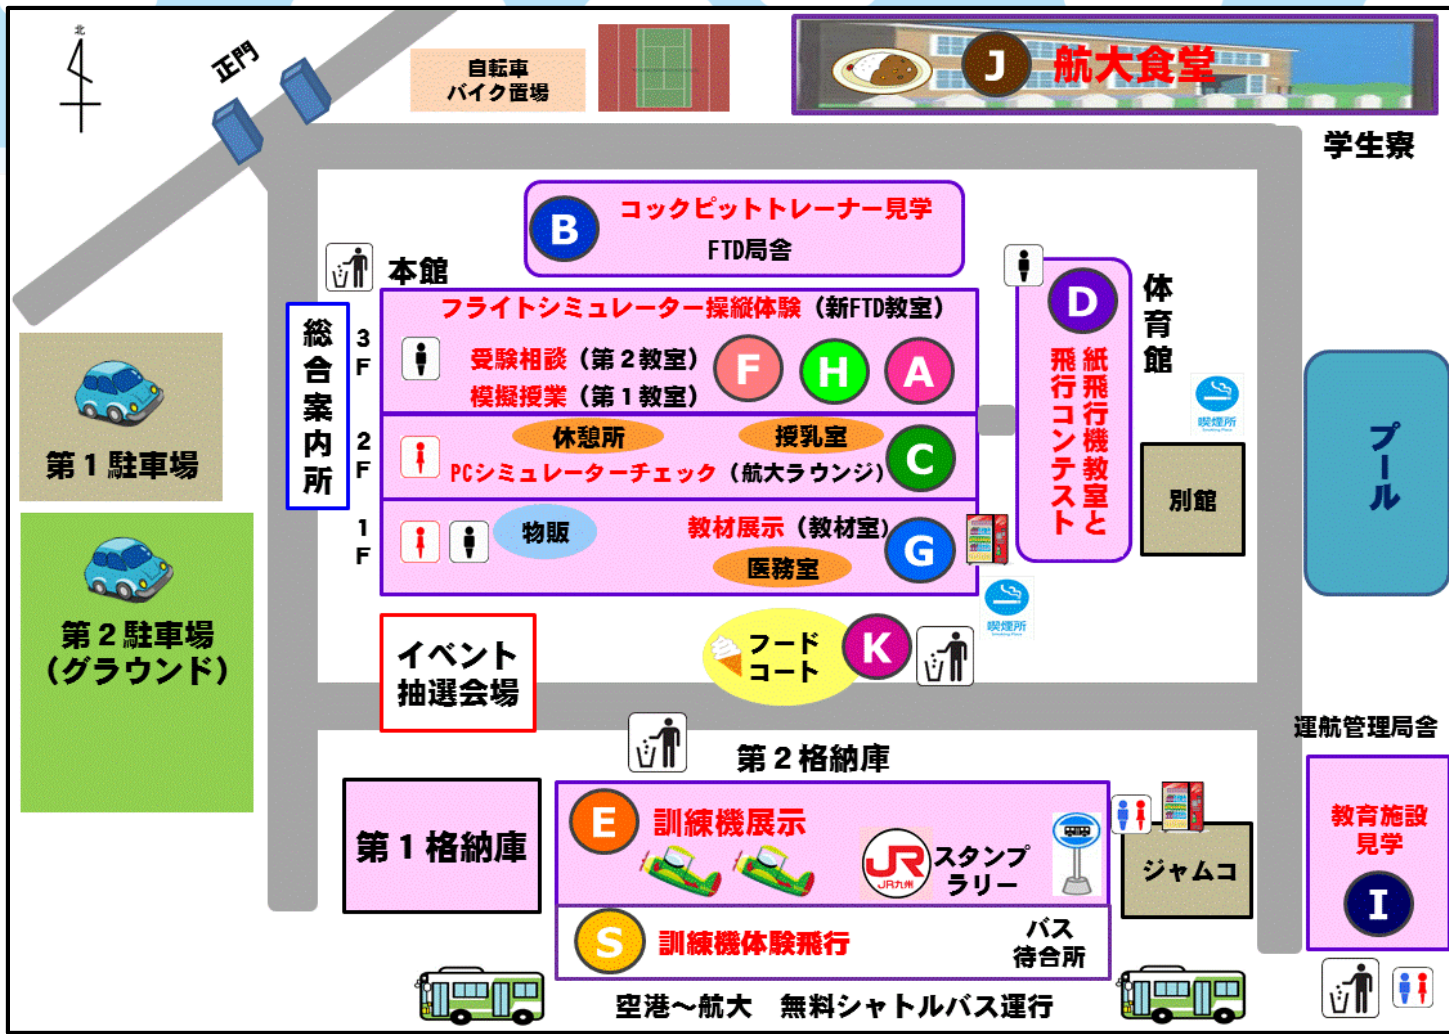 北
正門
自転車
バイク置場
J
航大食堂
学生寮
B
コックピットトレーナー見学
FTD局舎
本館
総合案内所
3F
フライトシミュレーター操縦体験（新FTD教室）
受験相談（第２教室）
模擬授業（第１教室）
F
H
A
2F
休憩所
授乳室
PCシミュレーターチェック（航大ラウンジ）
C
1F
物販
教材展示（教材室）
医務室
G
D
紙飛行機教室と
飛行コンテスト
体育館
喫煙所
別館
プール
第１駐車場
第２駐車場
（グラウンド）
喫煙所
イベント
抽選会場
フード
コート
K
運航管理局舎
第２格納庫
第１格納庫
E
訓練機展示
JR
JR九州
スタンプ
ラリー
ジャムコ
教育施設
見学
I
S
訓練機体験飛行
バス
待合所
空港～航大　無料シャトルバス運行